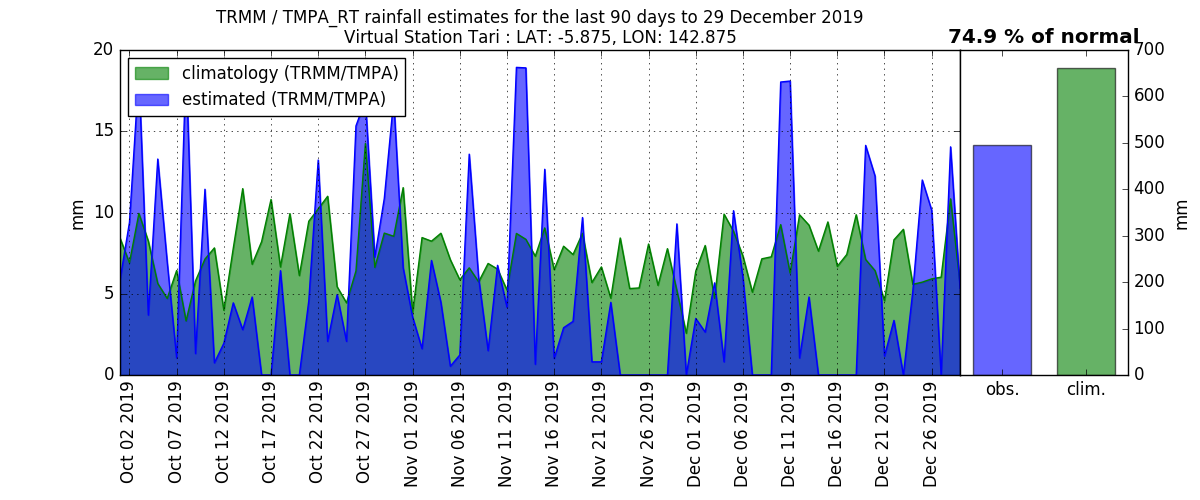 TRMM / TMPA_RT rainfall estimates for the last 90 days to 29 December 2019
Virtual Station Tari : LAT: -5.875, LON: 142.875
74.9 % of normal
climatology (TRMM/TMPA)
estimated (TRMM/TMPA)
mm
20
15
10
5
0
Oct 02 2019
Oct 07 2019
Oct 12 2019
Oct 17 2019
Oct 22 2019
Oct 27 2019
Nov 01 2019
Nov 06 2019
Nov 11 2019
Nov 16 2019
Nov 21 2019
Nov 26 2019
Dec 01 2019
Dec 06 2019
Dec 11 2019
Dec 16 2019
Dec 21 2019
Dec 26 2019
obs.
clim.
700
600
500
400
300
200
100
0
mm